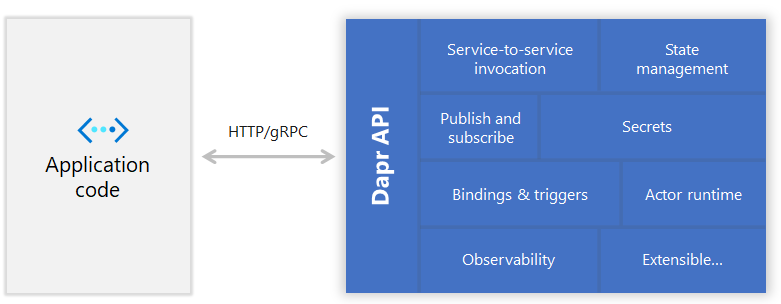 Application
code
HTTP/gRPC
Dapr API
Service-to-service
invocation
State
management
Publish and
subscribe
Secrets
Bindings & triggers
Actor runtime
Observability
Extensible...